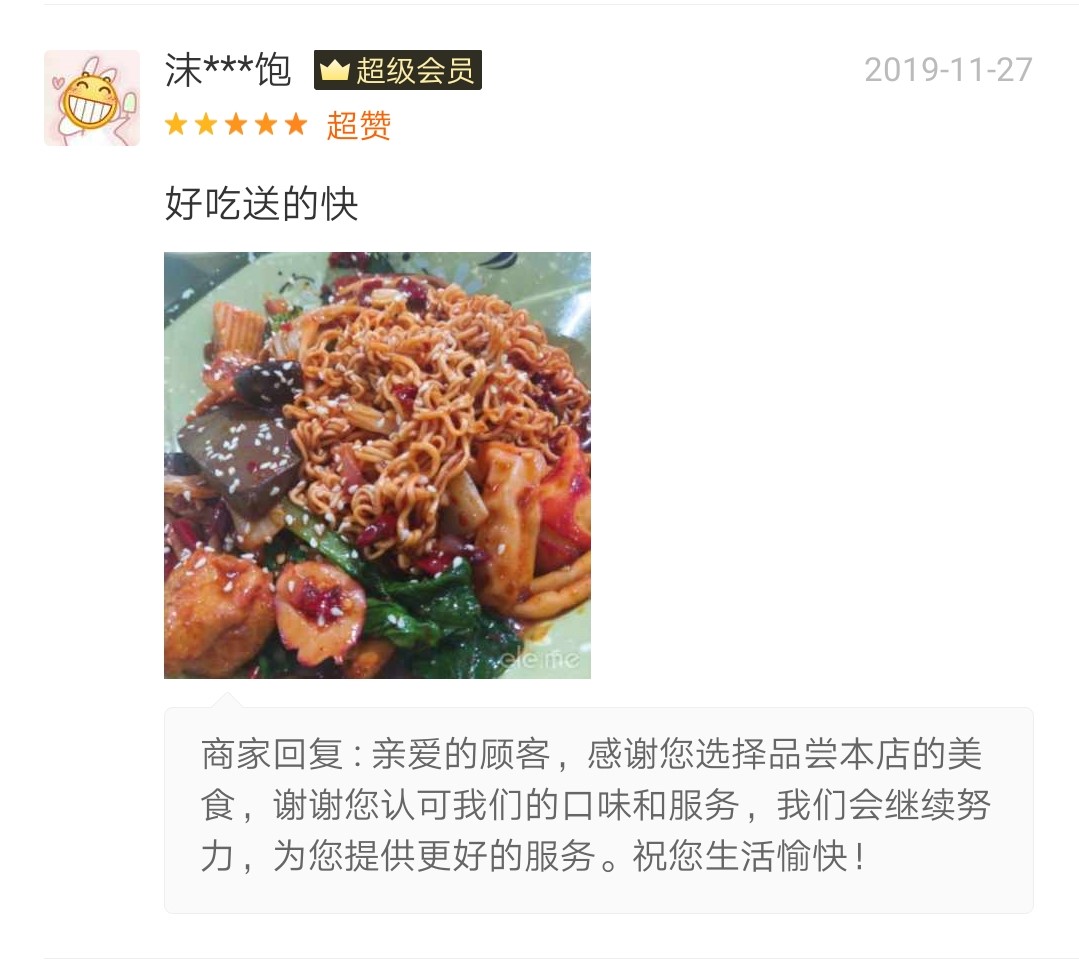 沫***饱 超级会员 2019-11-27
超赞
好吃送的快
ele.me
商家回复：亲爱的顾客，感谢您选择品尝本店的美
食，谢谢您认可我们的口味和服务，我们会继续努
力，为您提供更好的服务。祝您生活愉快！